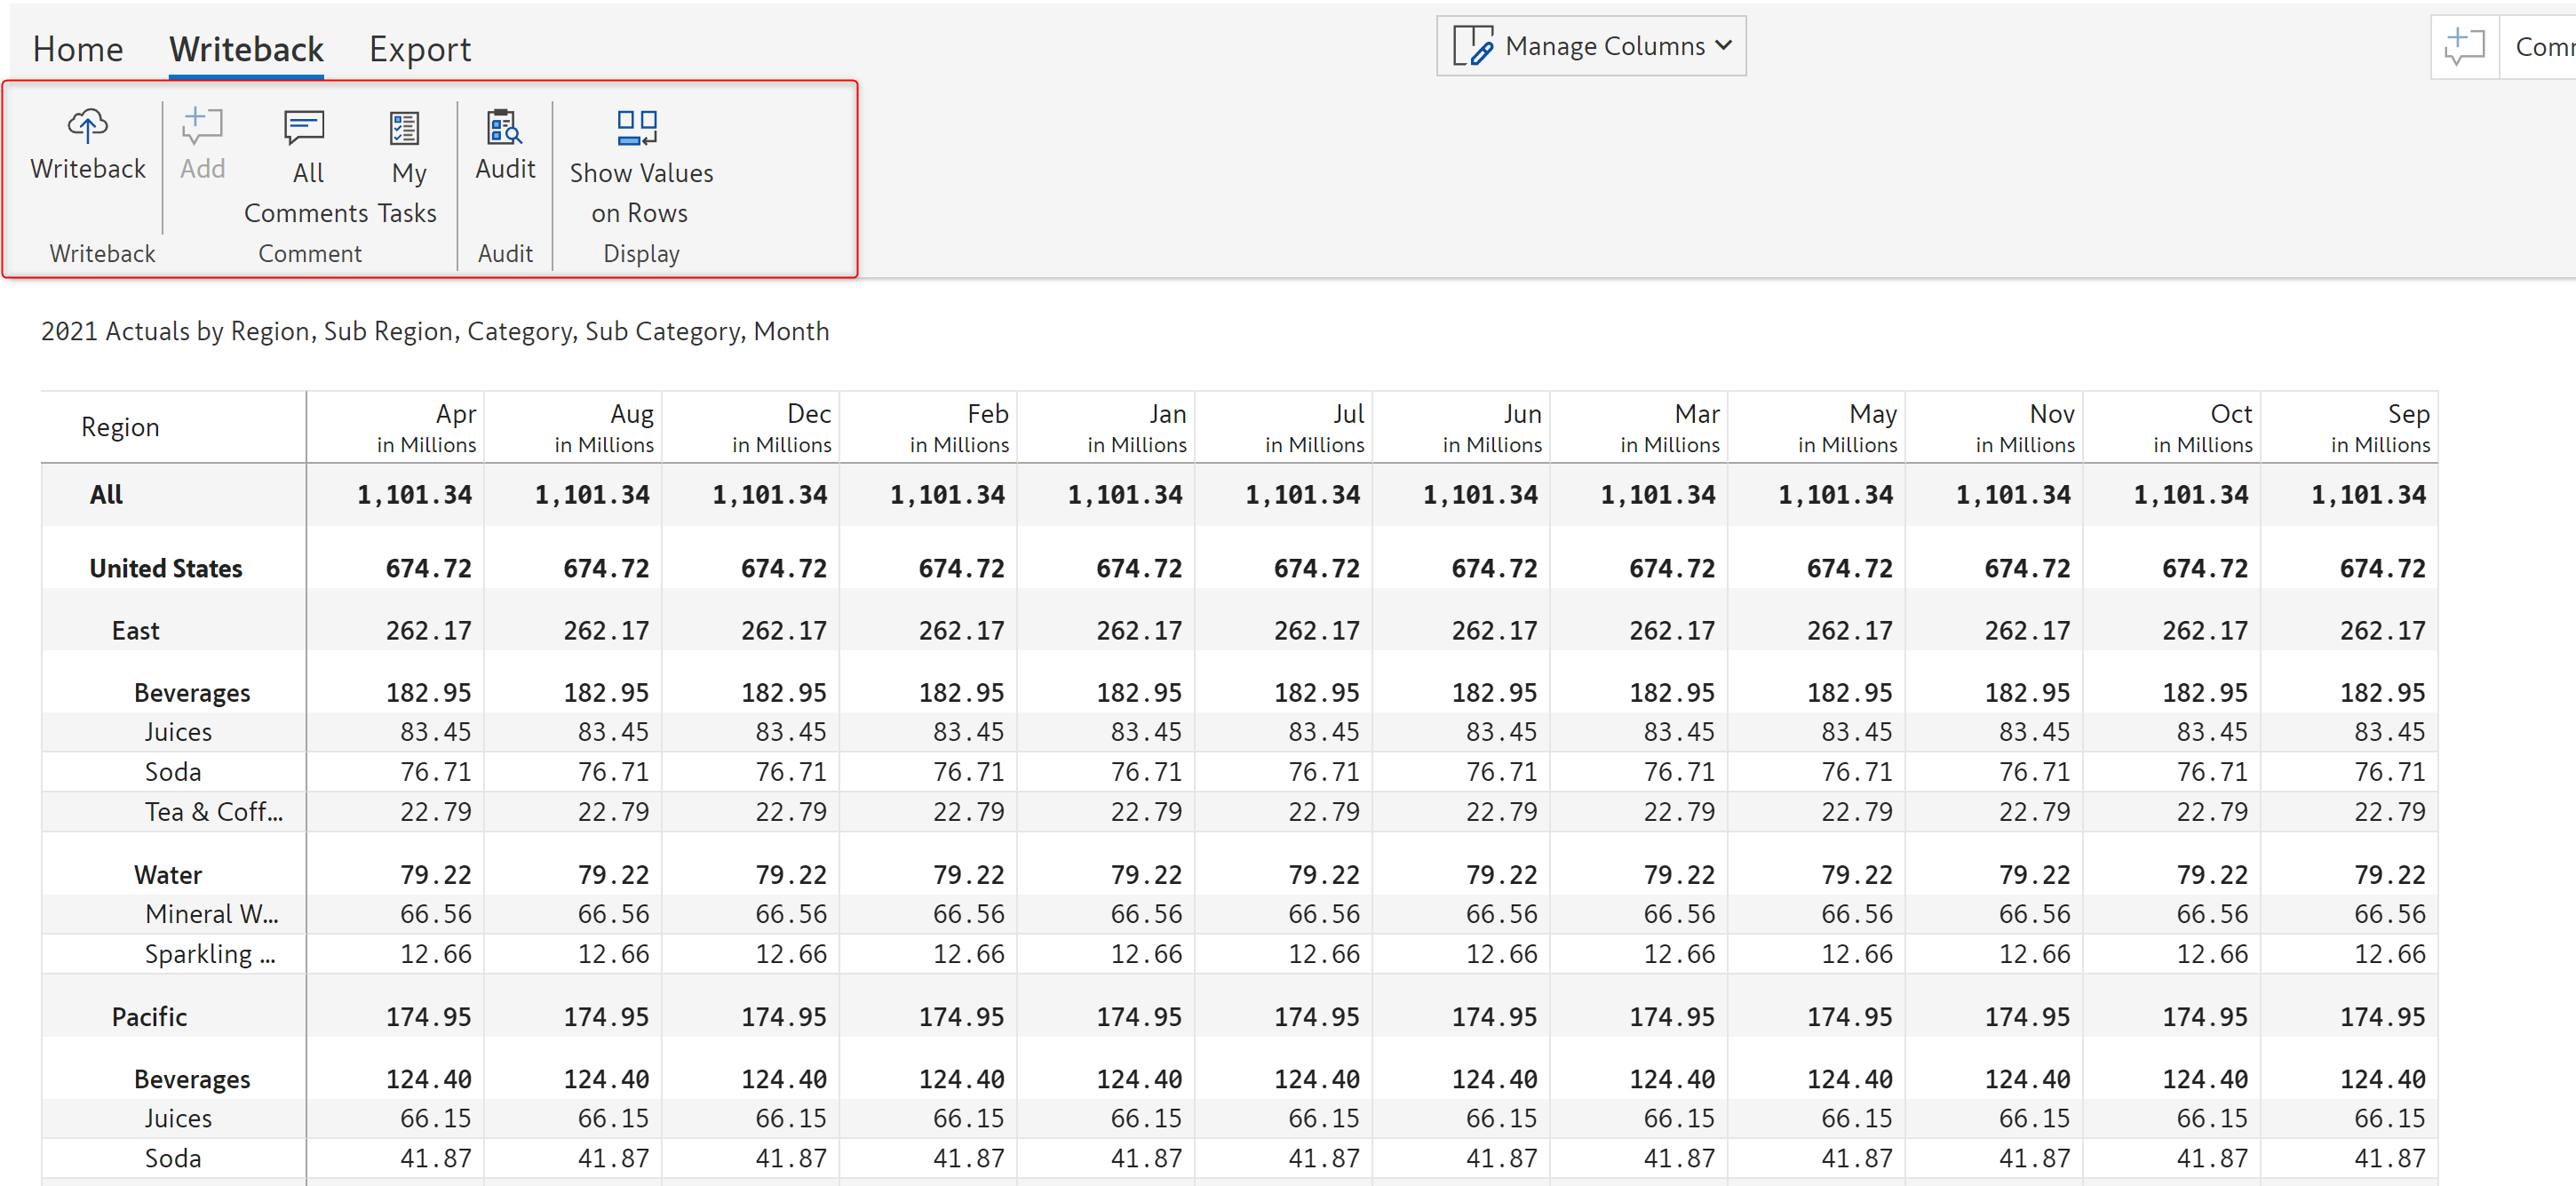 Home Writeback Export Manage Columns
Writeback Add All Comments My Tasks Audit Show Values on Rows
Writeback Comment Audit Display
2021 Actuals by Region, Sub Region, Category, Sub Category, Month
Region Apr Aug Dec Feb Jan Jul Jun Mar May Nov Oct Sep
in Millions in Millions in Millions in Millions in Millions in Millions in Millions in Millions in Millions in Millions in Millions in Millions
All 1,101.34 1,101.34 1,101.34 1,101.34 1,101.34 1,101.34 1,101.34 1,101.34 1,101.34 1,101.34 1,101.34 1,101.34
United States 674.72 674.72 674.72 674.72 674.72 674.72 674.72 674.72 674.72 674.72 674.72 674.72
East 262.17 262.17 262.17 262.17 262.17 262.17 262.17 262.17 262.17 262.17 262.17 262.17
Beverages 182.95 182.95 182.95 182.95 182.95 182.95 182.95 182.95 182.95 182.95 182.95 182.95
Juices 83.45 83.45 83.45 83.45 83.45 83.45 83.45 83.45 83.45 83.45 83.45 83.45
Soda 76.71 76.71 76.71 76.71 76.71 76.71 76.71 76.71 76.71 76.71 76.71 76.71
Tea & Coff... 22.79 22.79 22.79 22.79 22.79 22.79 22.79 22.79 22.79 22.79 22.79 22.79
Water 79.22 79.22 79.22 79.22 79.22 79.22 79.22 79.22 79.22 79.22 79.22 79.22
Mineral W... 66.56 66.56 66.56 66.56 66.56 66.56 66.56 66.56 66.56 66.56 66.56 66.56
Sparkling ... 12.66 12.66 12.66 12.66 12.66 12.66 12.66 12.66 12.66 12.66 12.66 12.66
Pacific 174.95 174.95 174.95 174.95 174.95 174.95 174.95 174.95 174.95 174.95 174.95 174.95
Beverages 124.40 124.40 124.40 124.40 124.40 124.40 124.40 124.40 124.40 124.40 124.40 124.40
Juices 66.15 66.15 66.15 66.15 66.15 66.15 66.15 66.15 66.15 66.15 66.15 66.15
Soda 41.87 41.87 41.87 41.87 41.87 41.87 41.87 41.87 41.87 41.87 41.87 41.87